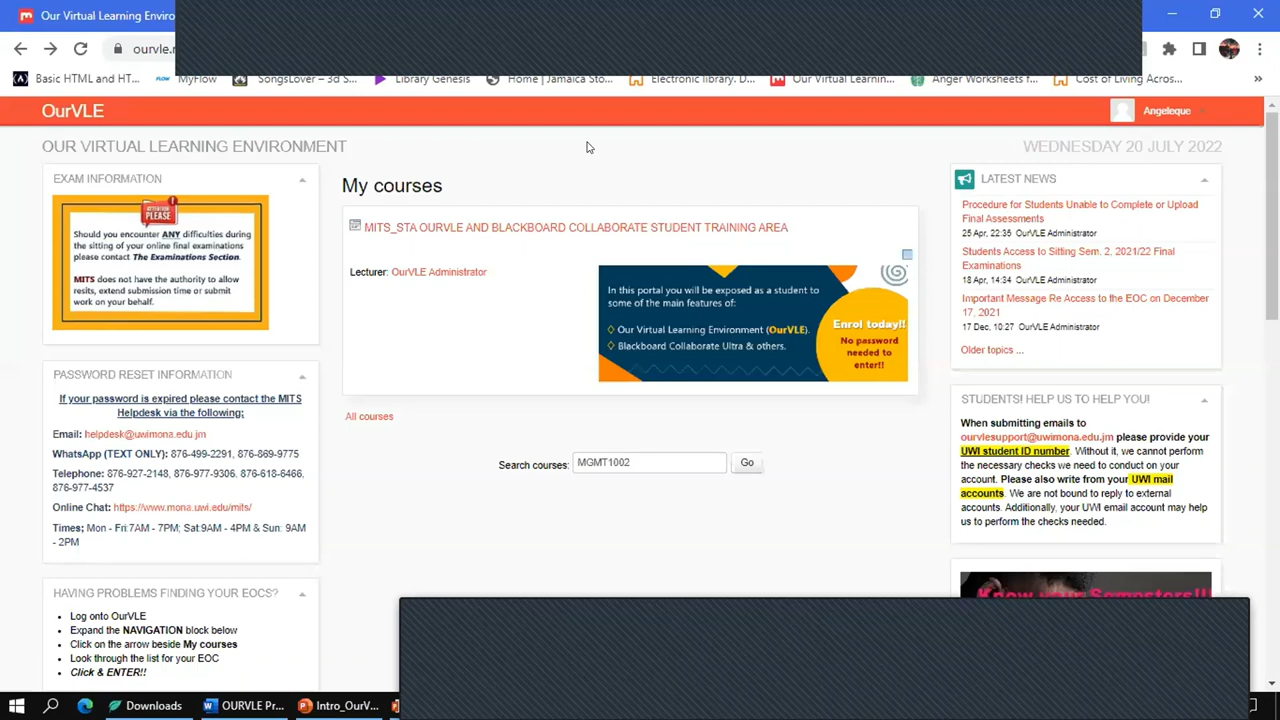 Our Virtual Learning Enviro
ourvle.
Basic HTML and HT...
MyFlow
SongsLover – 3d S...
Library Genesis
Home | Jamaica Sto...
Electronic library. D...
Our Virtual Learnin...
Anger Worksheets f...
Cost of Living Acros...
»
OurVLE
Angeleque
OUR VIRTUAL LEARNING ENVIRONMENT
WEDNESDAY 20 JULY 2022
EXAM INFORMATION
ATTENTION
PLEASE
Should you encounter ANY difficulties during
the sitting of your online final examinations
please contact The Examinations Section.
MITS does not have the authority to allow
resits, extend submission time or submit
work on your behalf.
PASSWORD RESET INFORMATION
If your password is expired please contact the MITS
Helpdesk via the following:
Email: helpdesk@uwimona.edu.jm
WhatsApp (TEXT ONLY): 876-499-2291, 876-869-9775
Telephone: 876-927-2148, 876-977-9306, 876-618-6466,
876-977-4537
Online Chat: https://www.mona.uwi.edu/mits/
Times; Mon - Fri:7AM - 7PM; Sat:9AM - 4PM & Sun: 9AM
- 2PM
HAVING PROBLEMS FINDING YOUR EOCS?
• Log onto OurVLE
• Expand the NAVIGATION block below
• Click on the arrow beside My courses
• Look through the list for your EOC
• Click & ENTER!!
My courses
MITS_STA OURVLE AND BLACKBOARD COLLABORATE STUDENT TRAINING AREA
Lecturer: OurVLE Administrator
In this portal you will be exposed as a student to
some of the main features of:
◊ Our Virtual Learning Environment (OurVLE).
◊ Blackboard Collaborate Ultra & others.
Enrol today!!
No password
needed to
enter!!
All courses
Search courses: MGMT1002 Go
LATEST NEWS
Procedure for Students Unable to Complete or Upload
Final Assessments
25 Apr, 22:35 OurVLE Administrator
Students Access to Sitting Sem. 2, 2021/22 Final
Examinations
18 Apr, 14:34 OurVLE Administrator
Important Message Re Access to the EOC on December
17, 2021
17 Dec, 10:27 OurVLE Administrator
Older topics ...
STUDENTS! HELP US TO HELP YOU!
When submitting emails to
ourvlesupport@uwimona.edu.jm please provide your
UWI student ID number. Without it, we cannot perform
the necessary checks we need to conduct on your
account. Please also write from your UWI mail
accounts. We are not bound to reply to external
accounts. Additionally, your UWI email account may help
us to perform the checks needed.
Know your Semesters!!!
Downloads
OURVLE Pr...
Intro_OurV...